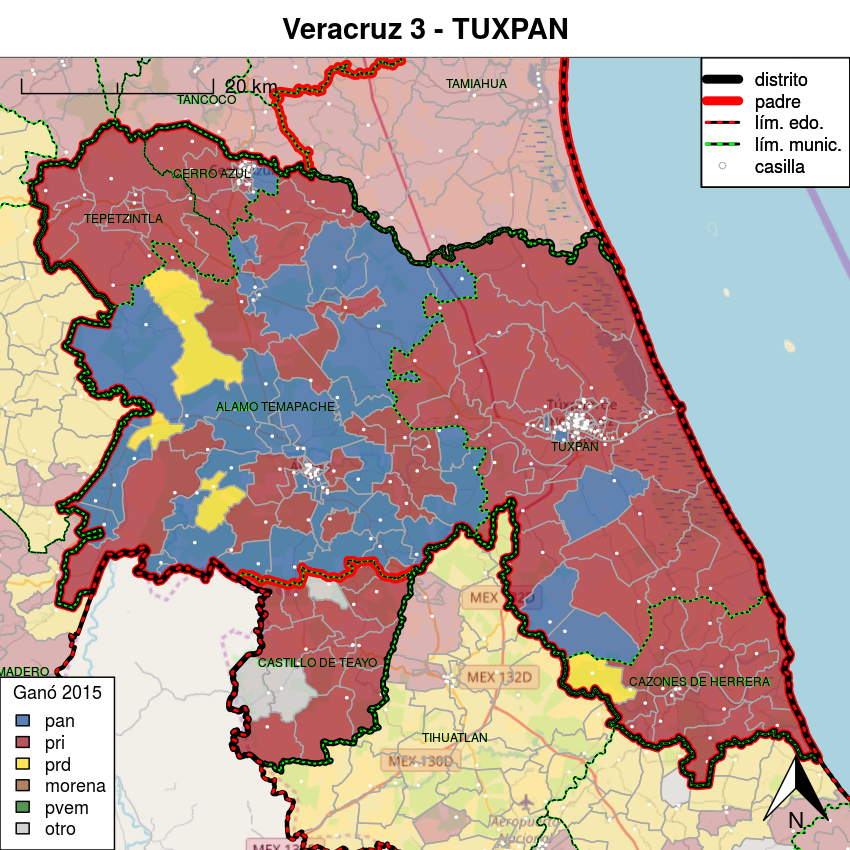 Veracruz 3 - TUXPAN
20 km
TAMIAHUA
TANCOCO
distrito
padre
lím. edo.
lím. munic.
casilla
CERRO AZUL
TEPETZINTLA
ALAMO TEMAPACHE
TUXPAN
MEX 132D
CASTILLO DE TEAYO
MADERO
MEX 132D
CAZONES DE HERRERA
TIHUATLAN
MEX 130D
Aeropuerto
Nacional
N
Ganó 2015
pan
pri
prd
morena
pvem
otro